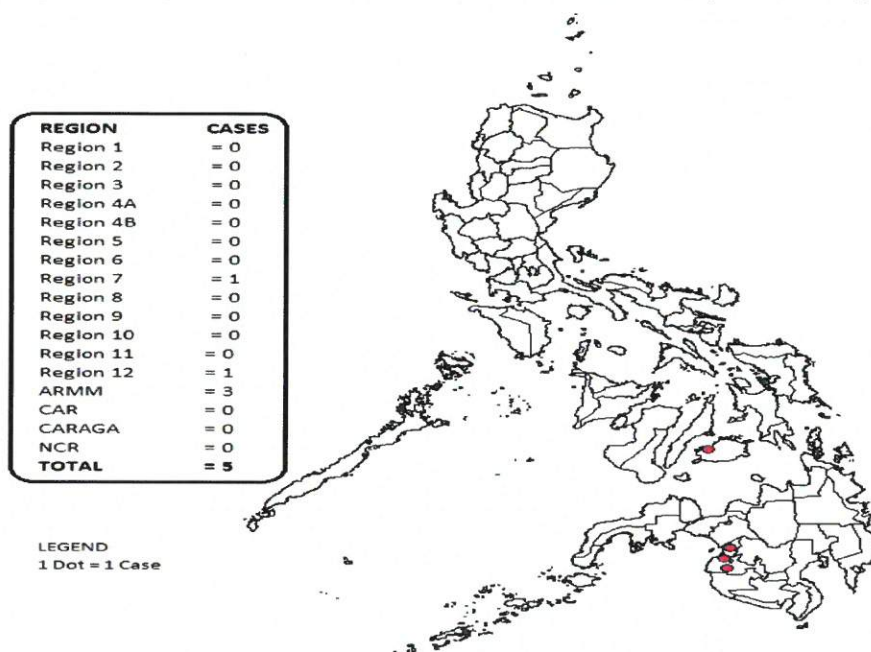 REGION CASES
Region 1 = 0
Region 2 = 0
Region 3 = 0
Region 4A = 0
Region 4B = 0
Region 5 = 0
Region 6 = 0
Region 7 = 1
Region 8 = 0
Region 9 = 0
Region 10 = 0
Region 11 = 0
Region 12 = 1
ARMM = 3
CAR = 0
CARAGA = 0
NCR = 0
TOTAL = 5
LEGEND
1 Dot = 1 Case